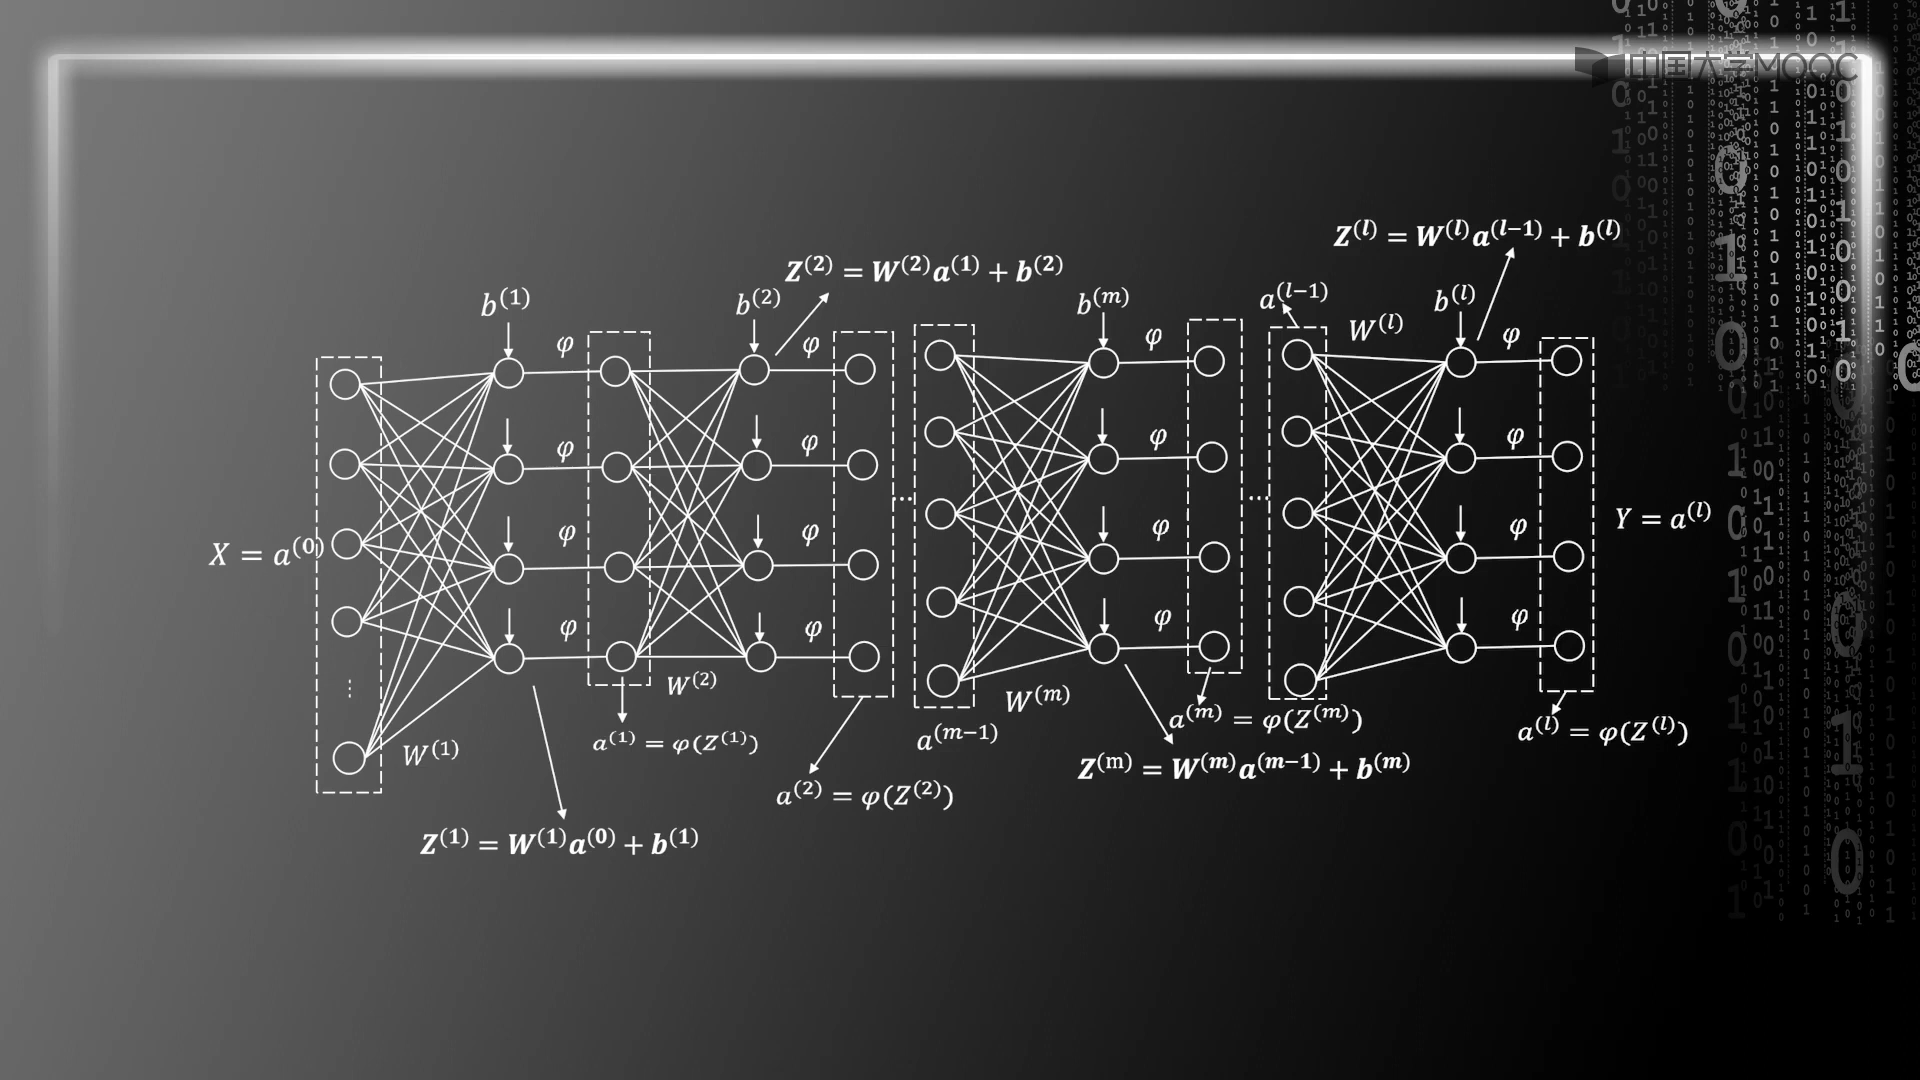 中国大学MOOC
Z^(l) = W^(l)a^(l−1) + b^(l)
Z^(2) = W^(2)a^(1) + b^(2)
b^(1)
b^(2)
b^(m)
a^(l−1)
W^(l)
b^(l)
φ φ φ φ
φ φ φ φ
...
...
X = a^(0)
Y = a^(l)
φ φ φ φ
φ φ φ φ
⋮
W^(1)
W^(2)
W^(m)
a^(1) = φ(Z^(1))
a^(m−1)
a^(m) = φ(Z^(m))
a^(l) = φ(Z^(l))
Z^(m) = W^(m)a^(m−1) + b^(m)
a^(2) = φ(Z^(2))
Z^(1) = W^(1)a^(0) + b^(1)